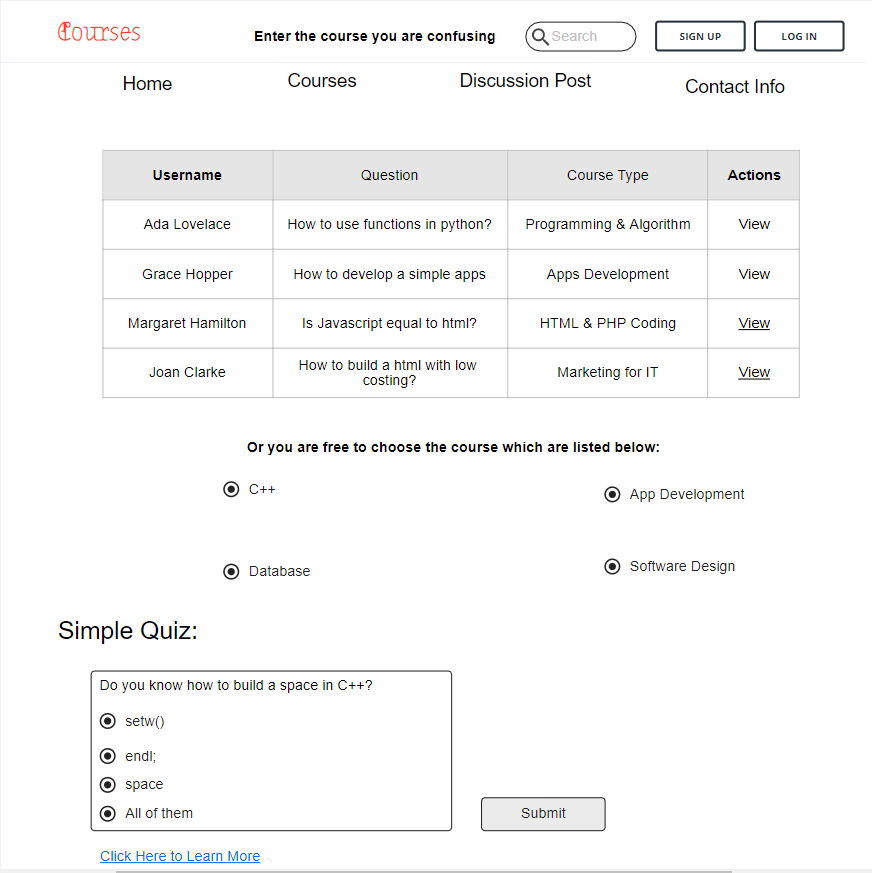 Courses
Enter the course you are confusing
Search
SIGN UP
LOG IN
Home
Courses
Discussion Post
Contact Info
Username Question Course Type Actions
Ada Lovelace How to use functions in python? Programming & Algorithm View
Grace Hopper How to develop a simple apps Apps Development View
Margaret Hamilton Is Javascript equal to html? HTML & PHP Coding View
Joan Clarke How to build a html with low costing? Marketing for IT View
Or you are free to choose the course which are listed below:
C++
App Development
Database
Software Design
Simple Quiz:
Do you know how to build a space in C++?
setw()
endl;
space
All of them
Submit
Click Here to Learn More